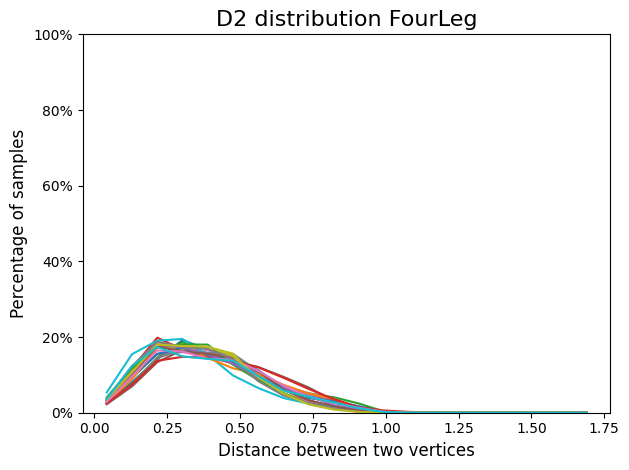 D2 distribution FourLeg
Percentage of samples
100%
80%
60%
40%
20%
0%
0.00 0.25 0.50 0.75 1.00 1.25 1.50 1.75
Distance between two vertices